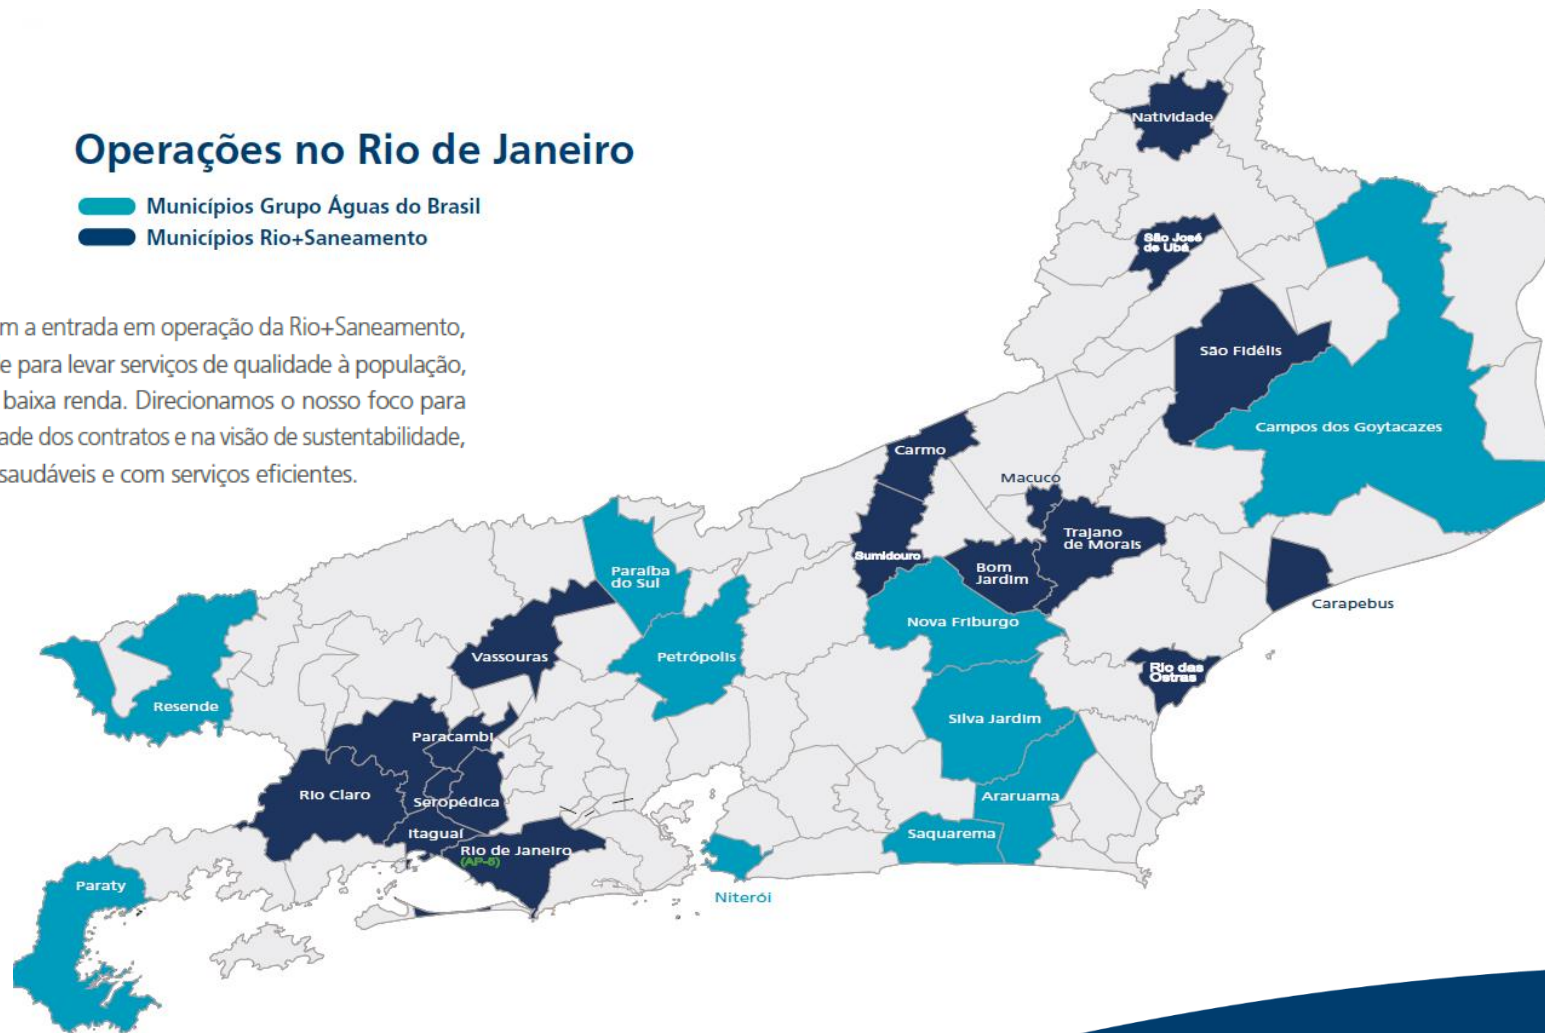 Operações no Rio de Janeiro
Municípios Grupo Águas do Brasil
Municípios Rio+Saneamento
m a entrada em operação da Rio+Saneamento,
e para levar serviços de qualidade à população,
baixa renda. Direcionamos o nosso foco para
ade dos contratos e na visão de sustentabilidade,
saudáveis e com serviços eficientes.
Natividade
São José
de Ubá
São Fidélis
Campos dos Goytacazes
Carmo
Macuco
Trajano
de Morais
Sumidouro
Bom
Jardim
Carapebus
Paraíba
do Sul
Nova Friburgo
Vassouras
Petrópolis
Rio das
Ostras
Resende
Silva Jardim
Paracambi
Rio Claro
Seropédica
Araruama
Itaguaí
Saquarema
Rio de Janeiro
(AP-5)
Paraty
Niterói